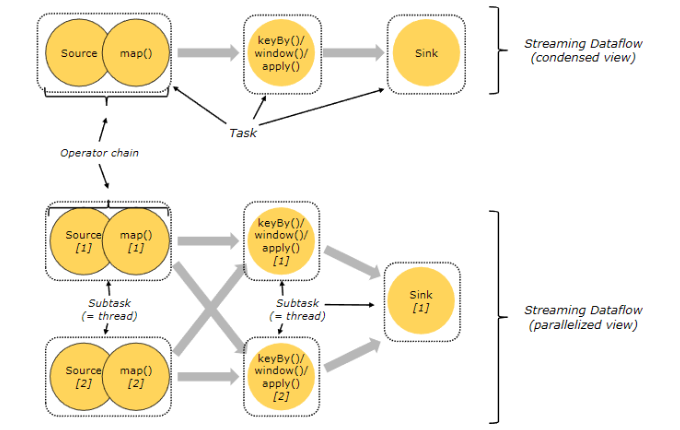 Source
map()
keyBy()/
window()/
apply()
Sink
Streaming Dataflow
(condensed view)
Task
Operator chain
Source
[1]
map()
[1]
keyBy()/
window()/
apply()
[1]
Subtask
(= thread)
Subtask
(= thread)
Sink
[1]
Streaming Dataflow
(parallelized view)
Source
[2]
map()
[2]
keyBy()/
window()/
apply()
[2]